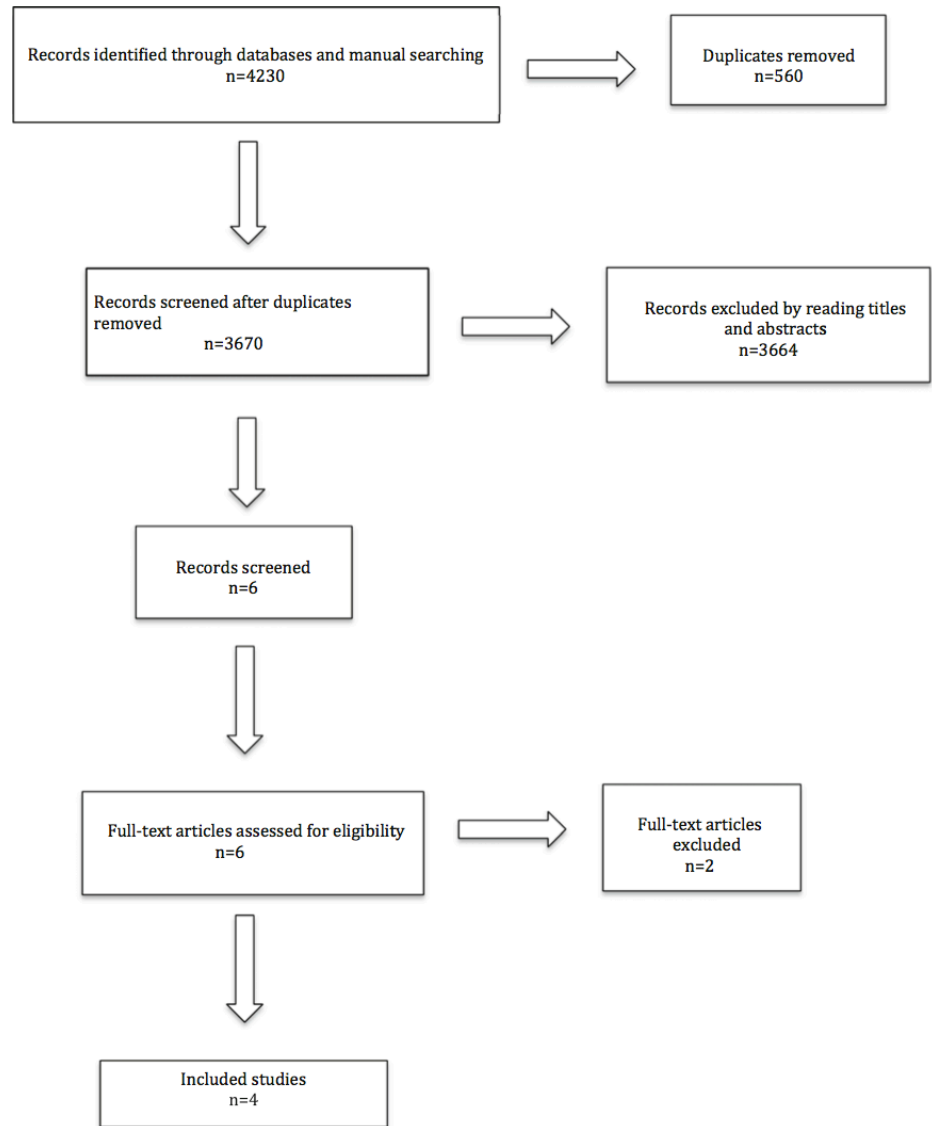 Records identified through databases and manual searching
n=4230
Duplicates removed
n=560
Records screened after duplicates
removed
n=3670
Records excluded by reading titles
and abstracts
n=3664
Records screened
n=6
Full-text articles assessed for eligibility
n=6
Full-text articles
excluded
n=2
Included studies
n=4